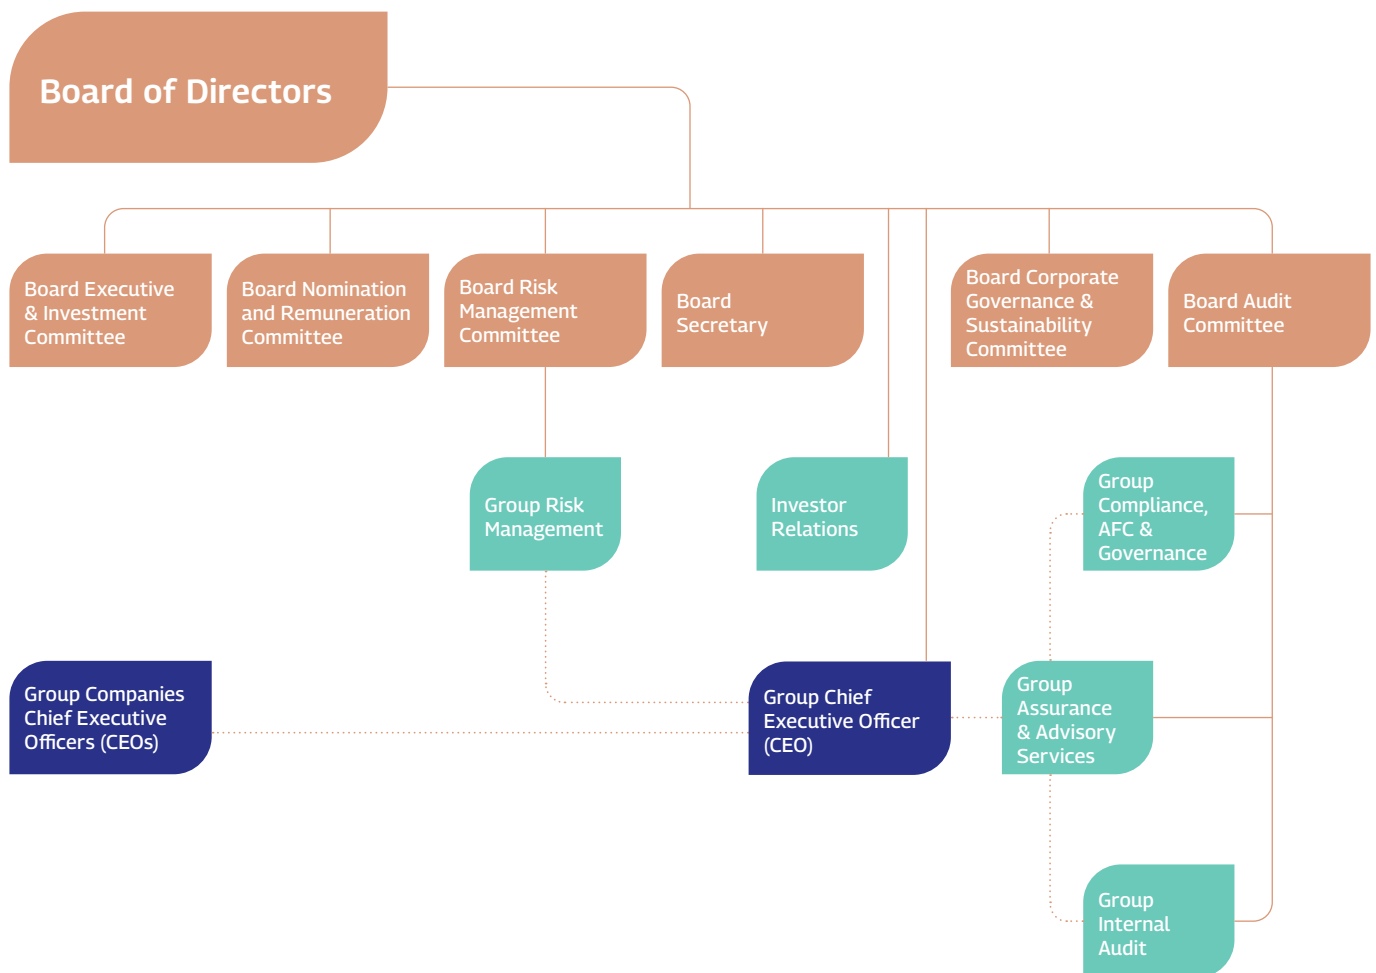 Board of Directors
Board Executive
& Investment
Committee
Board Nomination
and Remuneration
Committee
Board Risk
Management
Committee
Board
Secretary
Board Corporate
Governance &
Sustainability
Committee
Board Audit
Committee
Group Risk
Management
Investor
Relations
Group
Compliance,
AFC &
Governance
Group Companies
Chief Executive
Officers (CEOs)
Group Chief
Executive Officer
(CEO)
Group
Assurance
& Advisory
Services
Group
Internal
Audit